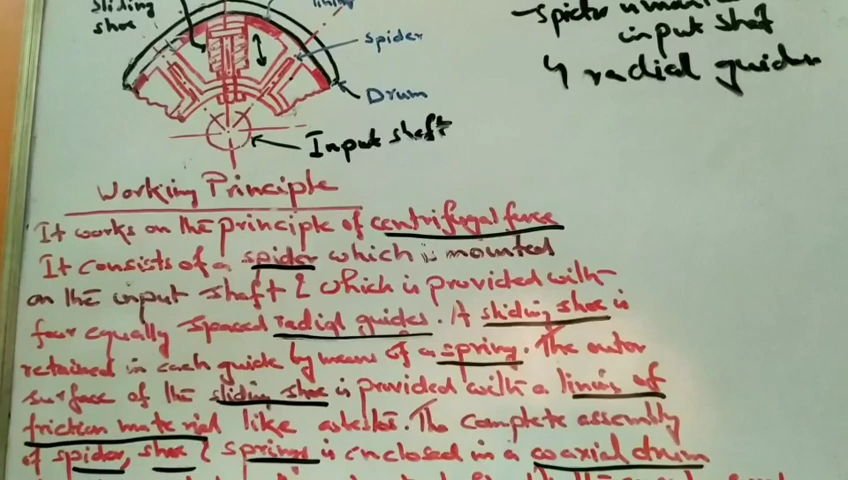 sliding
shoe
lining
spider
Drum
Input shaft
input shaft
↳ radial guides
Working Principle
It works on the principle of centrifugal force
It consists of a spider which is mounted
on the input shaft & which is provided with
four equally spaced radial guides. A sliding shoe is
retained in each guide by means of a spring. The outer
surface of the sliding shoe is provided with a lining of
friction material like asbestos. The complete assembly
of spider, shoe & spring is enclosed in a coaxial drum